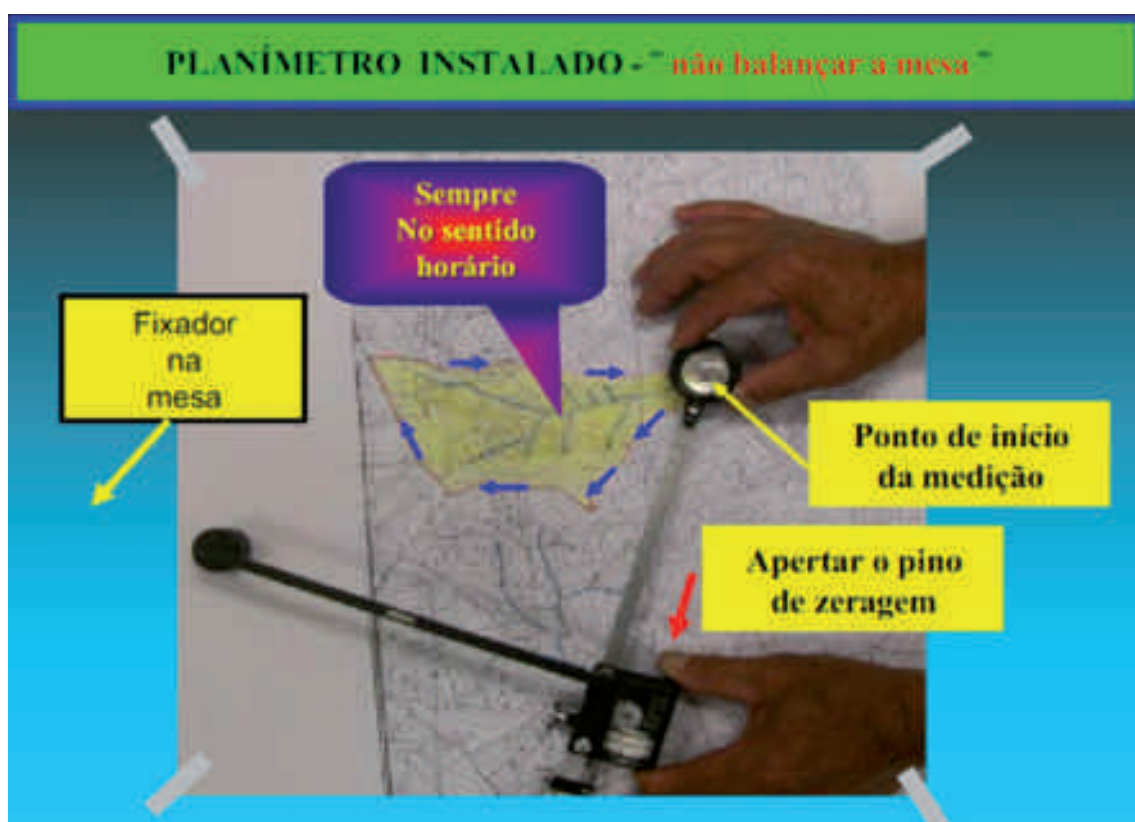 PLANÍMETRO INSTALADO - " não balançar a mesa "
Sempre
No sentido
horário
Fixador
na
mesa
Ponto de início
da medição
Apertar o pino
de zeragem